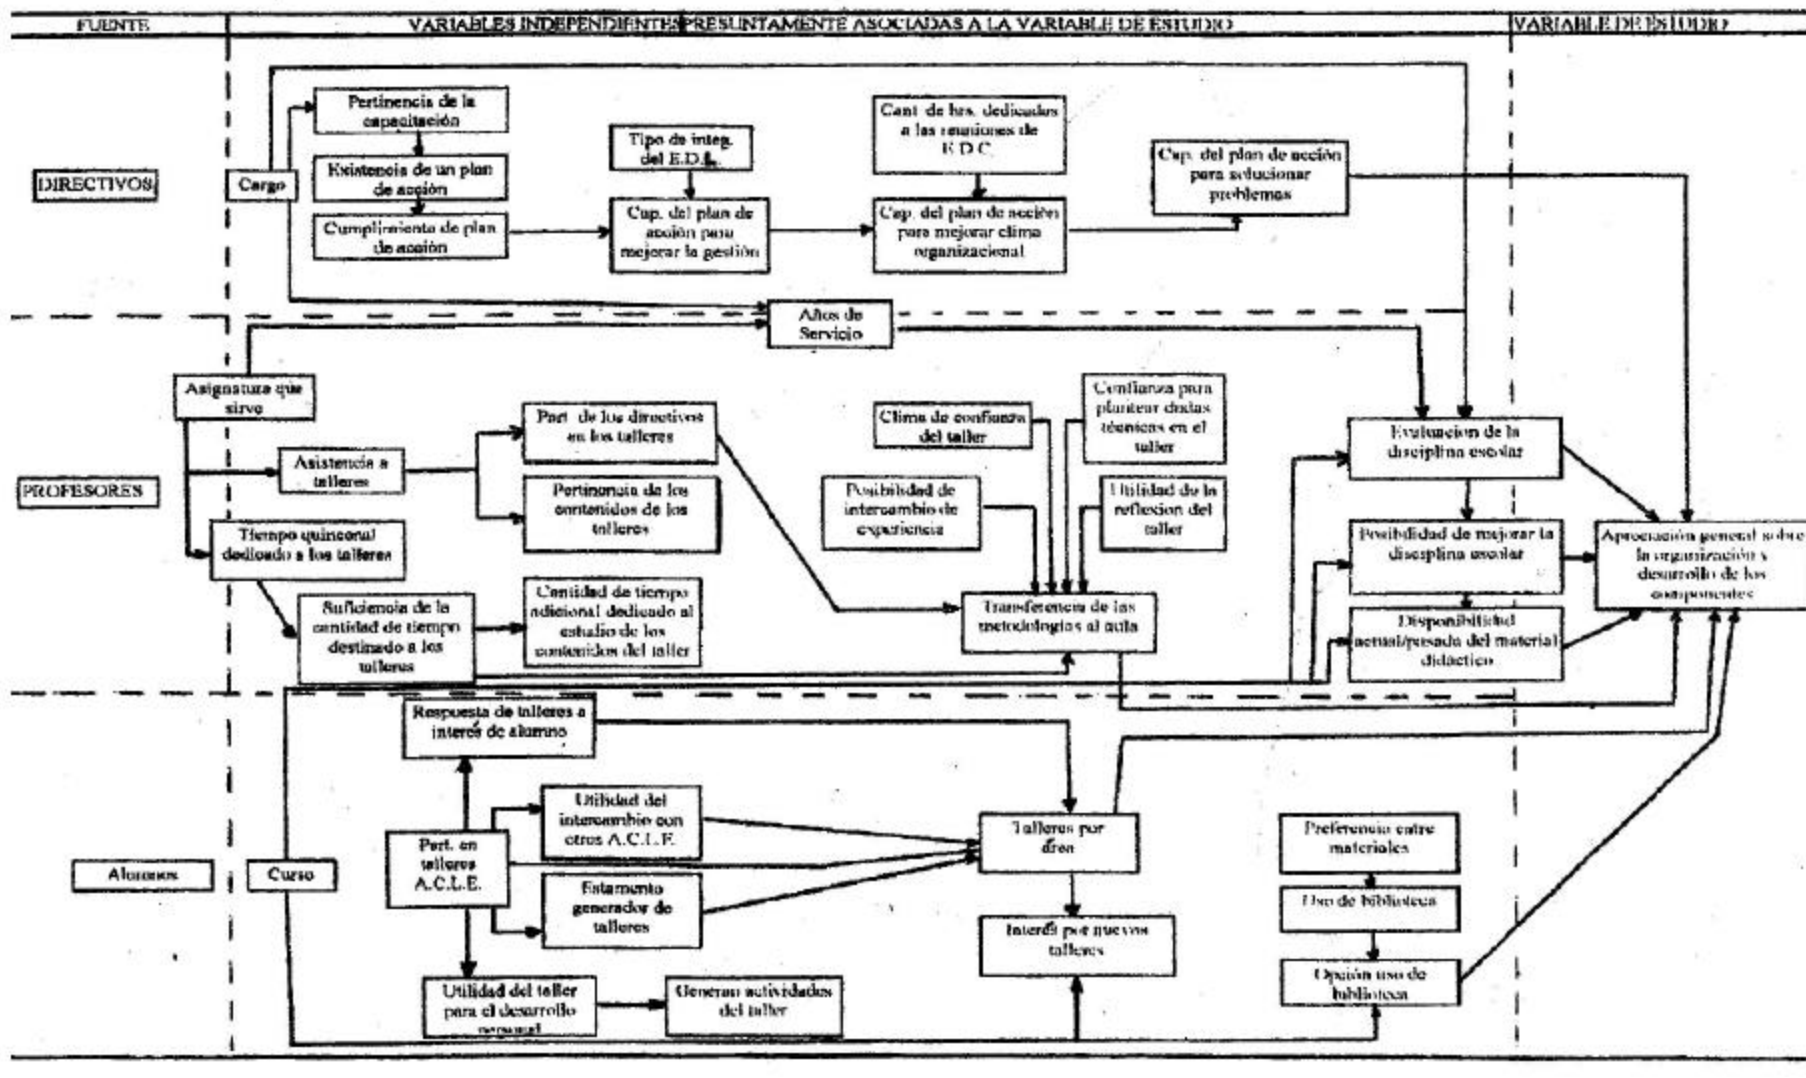 FUENTE
VARIABLES INDEPENDIENTES PRESUNTAMENTE ASOCIADAS A LA VARIABLE DE ESTUDIO
VARIABLE DE ESTUDIO
DIRECTIVOS
Cargo
Pertinencia de la
capacitación
Existencia de un plan
de acción
Cumplimiento de plan
de acción
Tipo de integ.
del E.D.L.
Cap. del plan de
acción para
mejorar la gestión
Cant de hrs. dedicados
a las reuniones de
E.D.C.
Cap. del plan de acción
para mejorar clima
organizacional
Cap. del plan de acción
para solucionar
problemas
Años de
Servicio
PROFESORES
Asignatura que
sirve
Asistencia a
talleres
Tiempo quincenal
dedicado a los talleres
Suficiencia de la
cantidad de tiempo
destinado a los
talleres
Part. de los directivos
en los talleres
Pertinencia de los
contenidos de los
talleres
Cantidad de tiempo
adicional dedicado al
estudio de los
contenidos del taller
Clima de confianza
del taller
Confianza para
plantear dudas
técnicas en el
taller
Posibilidad de
intercambio de
experiencia
Utilidad de la
reflexion del
taller
Transferencia de las
metodologías al aula
Evaluacion de la
disciplina escolar
Posibilidad de mejorar la
disciplina escolar
Disponibilidad
actual/pasada del material
didáctico
Apreciación general sobre
la organización y
desarrollo de los
componentes
Alumnos
Curso
Respuesta de talleres a
interés de alumno
Part. en
talleres
A.C.L.E.
Utilidad del
intercambio con
otros A.C.L.E.
Estamento
generador de
talleres
Utilidad del taller
para el desarrollo
personal
Generan actividades
del taller
Talleres por
área
Interés por nuevos
talleres
Preferencia entre
materiales
Uso de biblioteca
Opción uso de
biblioteca